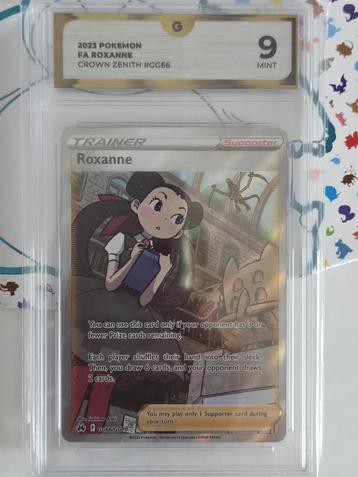 G
2023 POKEMON
FA ROXANNE
CROWN ZENITH #GG66
9
MINT
TRAINER
Supporter
Roxanne
You can use this card only if your opponent has 3 or
fewer Prize cards remaining.
Each player shuffles their hand into their deck.
Then, you draw 6 cards, and your opponent draws
2 cards.
You may play only 1 Supporter card during
your turn.